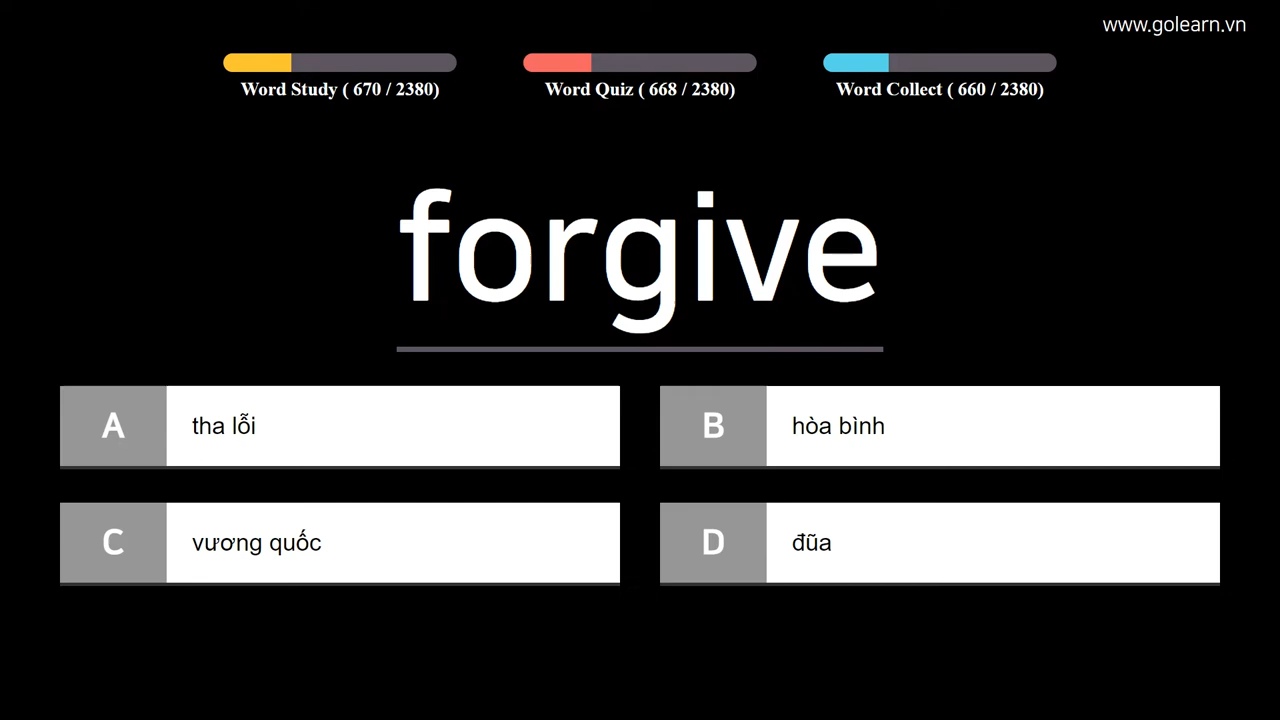 www.golearn.vn
Word Study ( 670 / 2380)
Word Quiz ( 668 / 2380)
Word Collect ( 660 / 2380)
forgive
A tha lỗi
B hòa bình
C vương quốc
D đũa